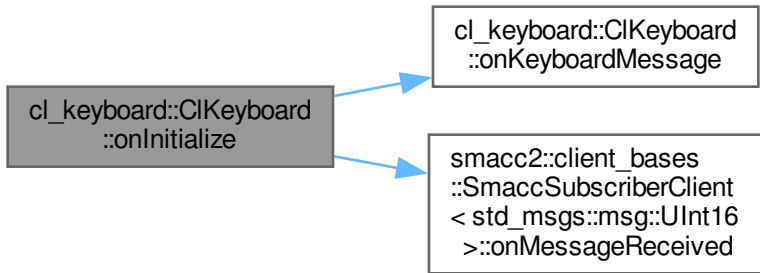 cl_keyboard::ClKeyboard
::onInitialize
cl_keyboard::ClKeyboard
::onKeyboardMessage
smacc2::client_bases
::SmaccSubscriberClient
< std_msgs::msg::UInt16
>::onMessageReceived